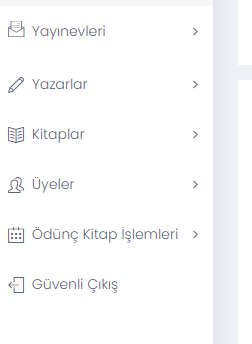 Yayınevleri
Yazarlar
Kitaplar
Üyeler
Ödünç Kitap İşlemleri
Güvenli Çıkış